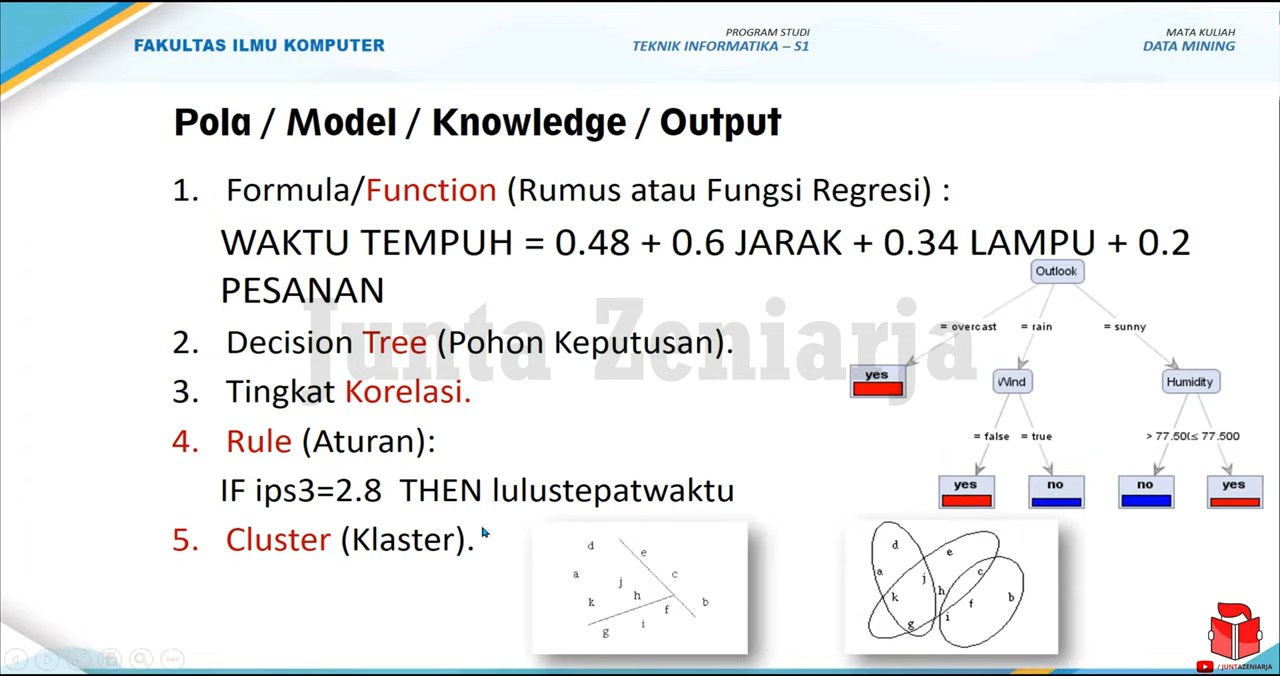 FAKULTAS ILMU KOMPUTER
PROGRAM STUDI
TEKNIK INFORMATIKA – S1
MATA KULIAH
DATA MINING
Pola / Model / Knowledge / Output
1. Formula/Function (Rumus atau Fungsi Regresi) :
WAKTU TEMPUH = 0.48 + 0.6 JARAK + 0.34 LAMPU + 0.2
PESANAN
2. Decision Tree (Pohon Keputusan).
3. Tingkat Korelasi.
4. Rule (Aturan):
IF ips3=2.8 THEN lulustepatwaktu
5. Cluster (Klaster).
Junta Zeniarja
Outlook
= overcast = rain = sunny
yes Wind Humidity
= false = true > 77.500 ≤ 77.500
yes no no yes
d e
a j c
k h b
f
g i
d e
a j c
k h f b
g i
/ JUNTAZENIARJA